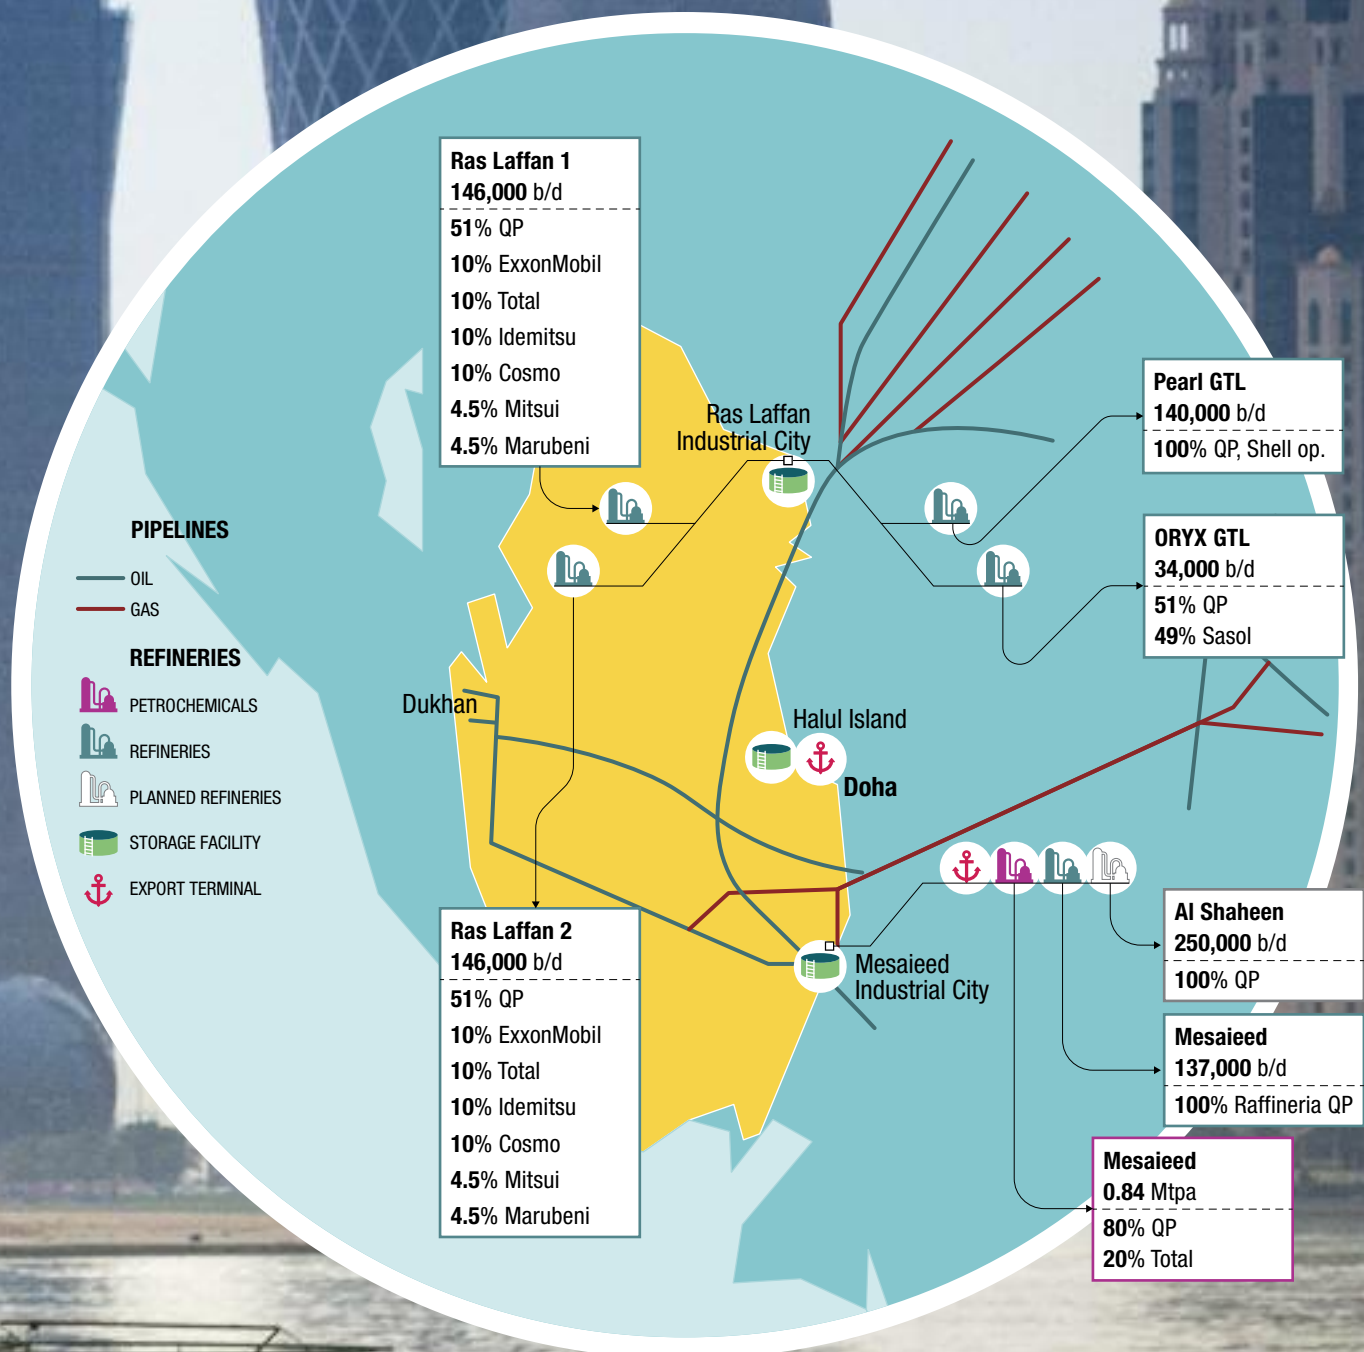 Ras Laffan 1
146,000 b/d
51% QP
10% ExxonMobil
10% Total
10% Idemitsu
10% Cosmo
4.5% Mitsui
4.5% Marubeni
Ras Laffan
Industrial City
Pearl GTL
140,000 b/d
100% QP, Shell op.
ORYX GTL
34,000 b/d
51% QP
49% Sasol
PIPELINES
OIL
GAS
REFINERIES
PETROCHEMICALS
REFINERIES
PLANNED REFINERIES
STORAGE FACILITY
EXPORT TERMINAL
Dukhan
Halul Island
Doha
Ras Laffan 2
146,000 b/d
51% QP
10% ExxonMobil
10% Total
10% Idemitsu
10% Cosmo
4.5% Mitsui
4.5% Marubeni
Mesaieed
Industrial City
Al Shaheen
250,000 b/d
100% QP
Mesaieed
137,000 b/d
100% Raffineria QP
Mesaieed
0.84 Mtpa
80% QP
20% Total